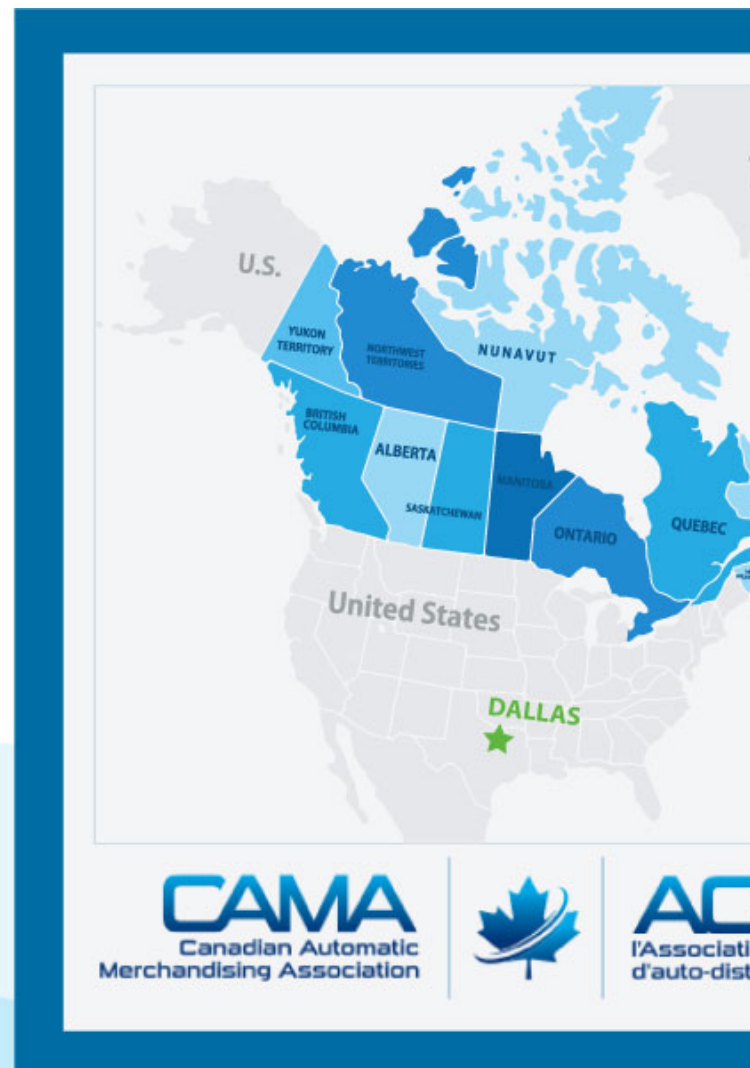 U.S.
YUKON
TERRITORY
NORTHWEST
TERRITORIES
NUNAVUT
BRITISH
COLUMBIA
ALBERTA
SASKATCHEWAN
MANITOBA
ONTARIO
QUEBEC
United States
DALLAS
CAMA
Canadian Automatic
Merchandising Association
AC
l'Associati
d'auto-dist